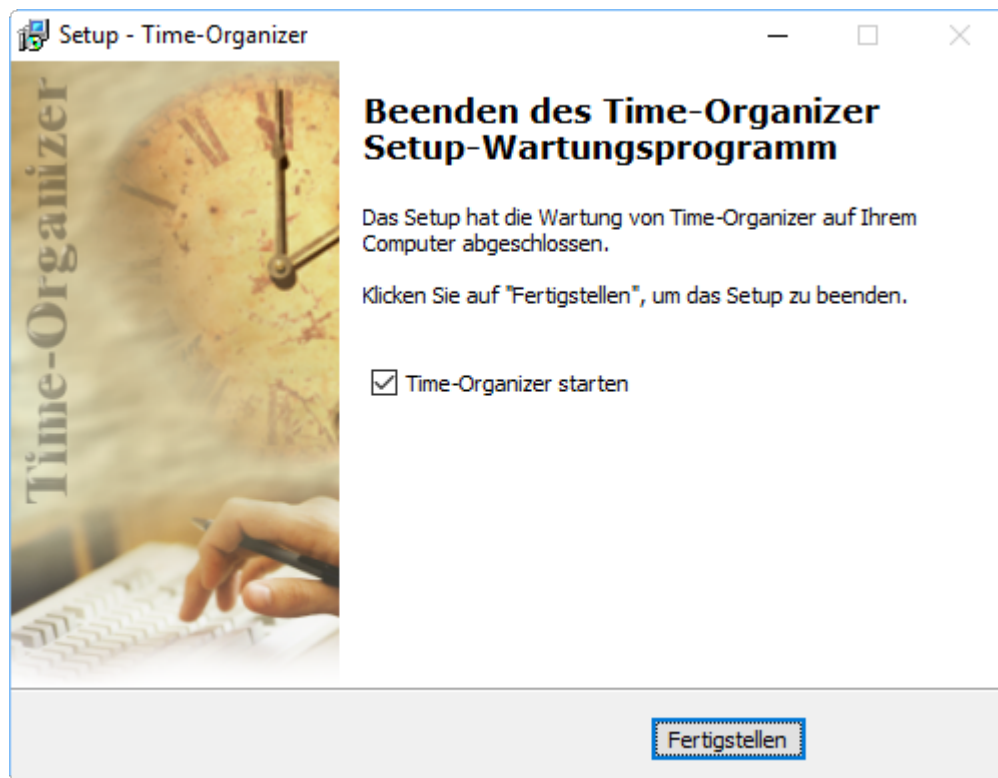 Setup - Time-Organizer
Time-Organizer
Beenden des Time-Organizer
Setup-Wartungsprogramm
Das Setup hat die Wartung von Time-Organizer auf Ihrem
Computer abgeschlossen.
Klicken Sie auf "Fertigstellen", um das Setup zu beenden.
Time-Organizer starten
Fertigstellen